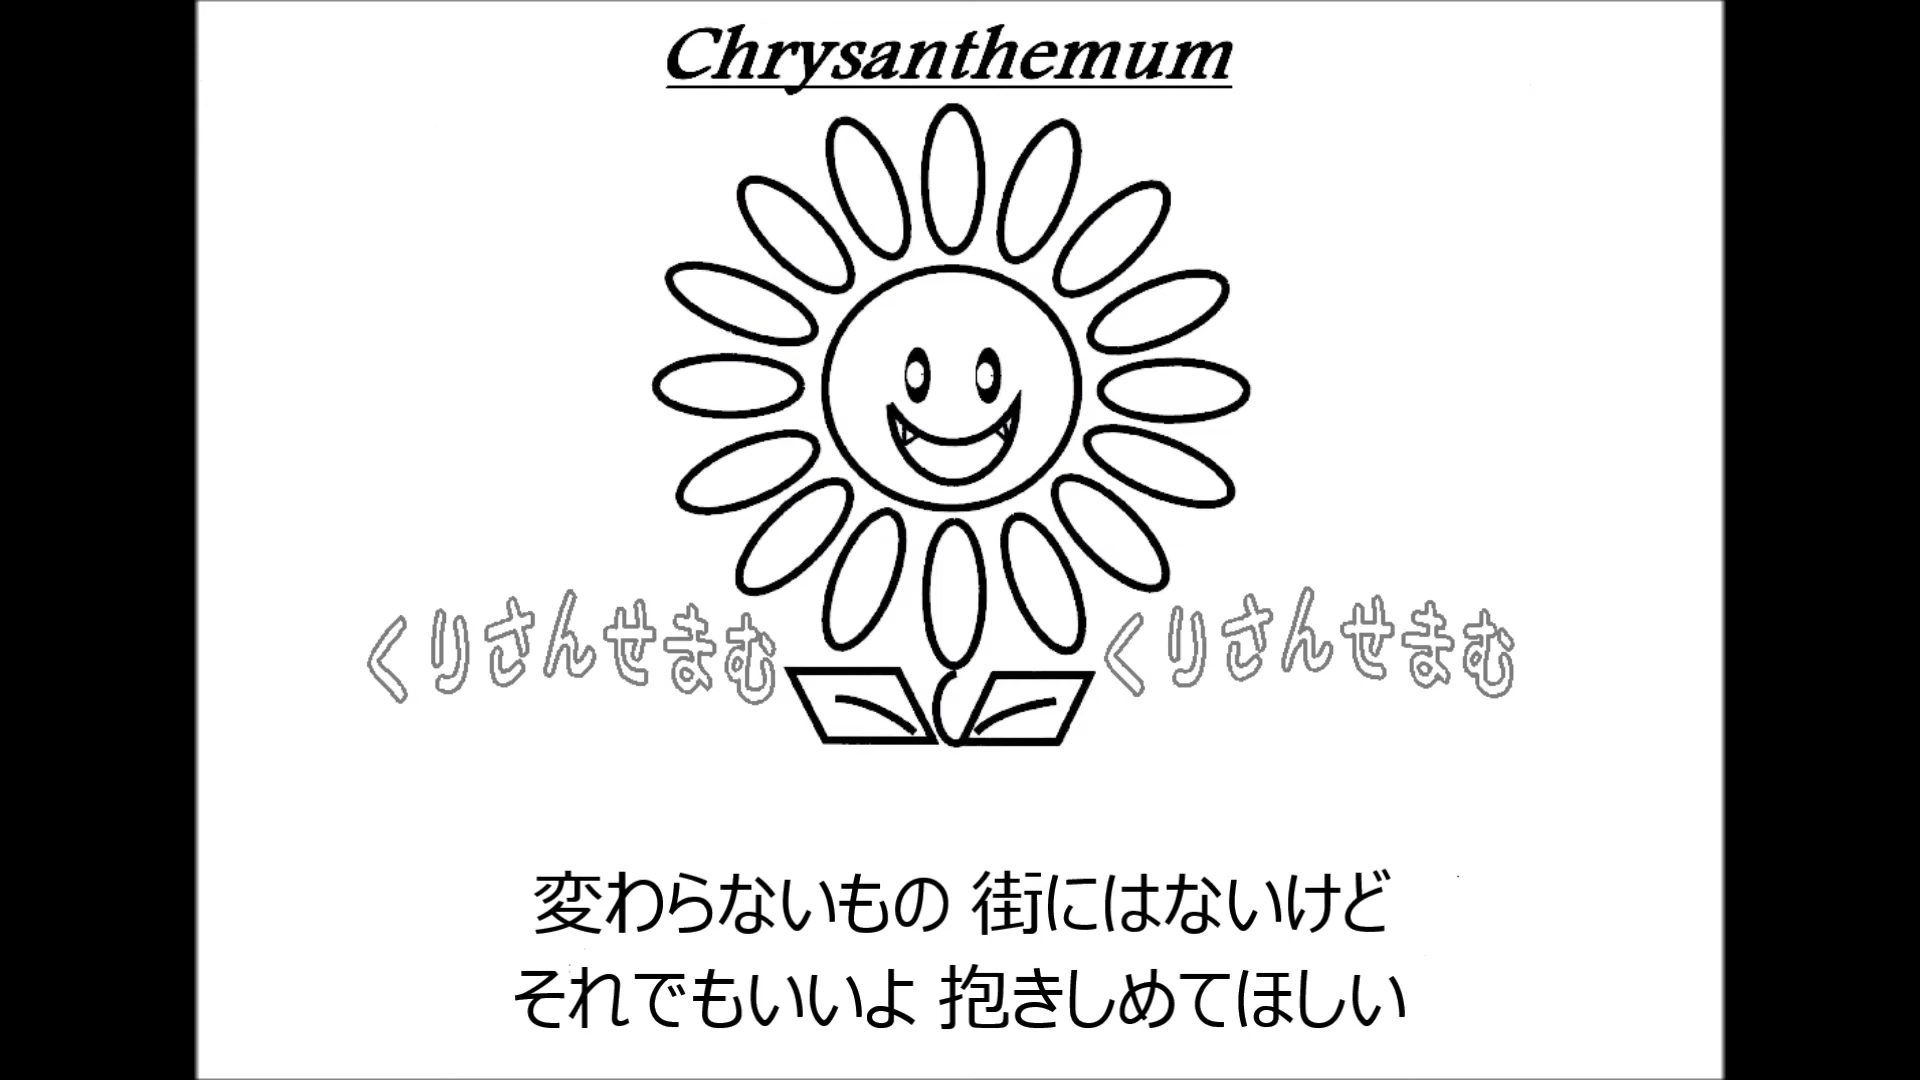 Chrysanthemum
くりさんせまむ
くりさんせまむ
変わらないもの 街にはないけど
それでもいいよ 抱きしめてほしい